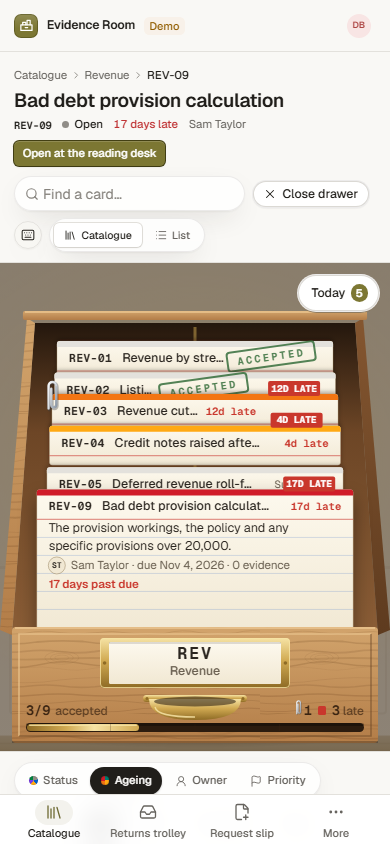 Evidence Room Demo DB
Catalogue > Revenue > REV-09
Bad debt provision calculation
REV-09 Open 17 days late Sam Taylor
Open at the reading desk
Find a card... Close drawer
Catalogue List
Today 5
REV-01 Revenue by stre... ACCEPTED
REV-02 Listi... ACCEPTED 12D LATE
REV-03 Revenue cut... 12d late 4D LATE
REV-04 Credit notes raised afte... 4d late
REV-05 Deferred revenue roll-f... 17D LATE
REV-09 Bad debt provision calculat... 17d late
The provision workings, the policy and any
specific provisions over 20,000.
ST Sam Taylor · due Nov 4, 2026 · 0 evidence
17 days past due
REV
Revenue
3/9 accepted 1 3 late
Status Ageing Owner Priority
Catalogue Returns trolley Request slip More